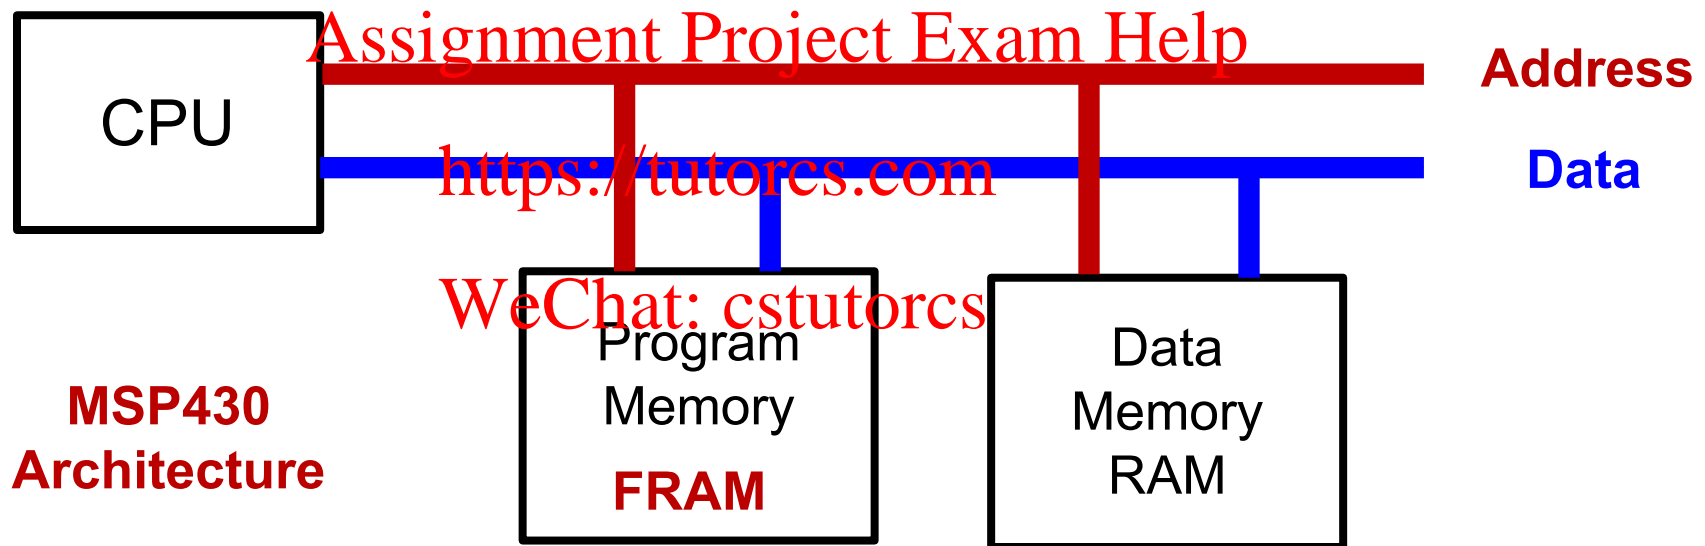 Assignment Project Exam Help
Address
CPU
https://tutorcs.com
Data
WeChat: cstutorcs
Program
Memory
FRAM
Data
Memory
RAM
MSP430
Architecture